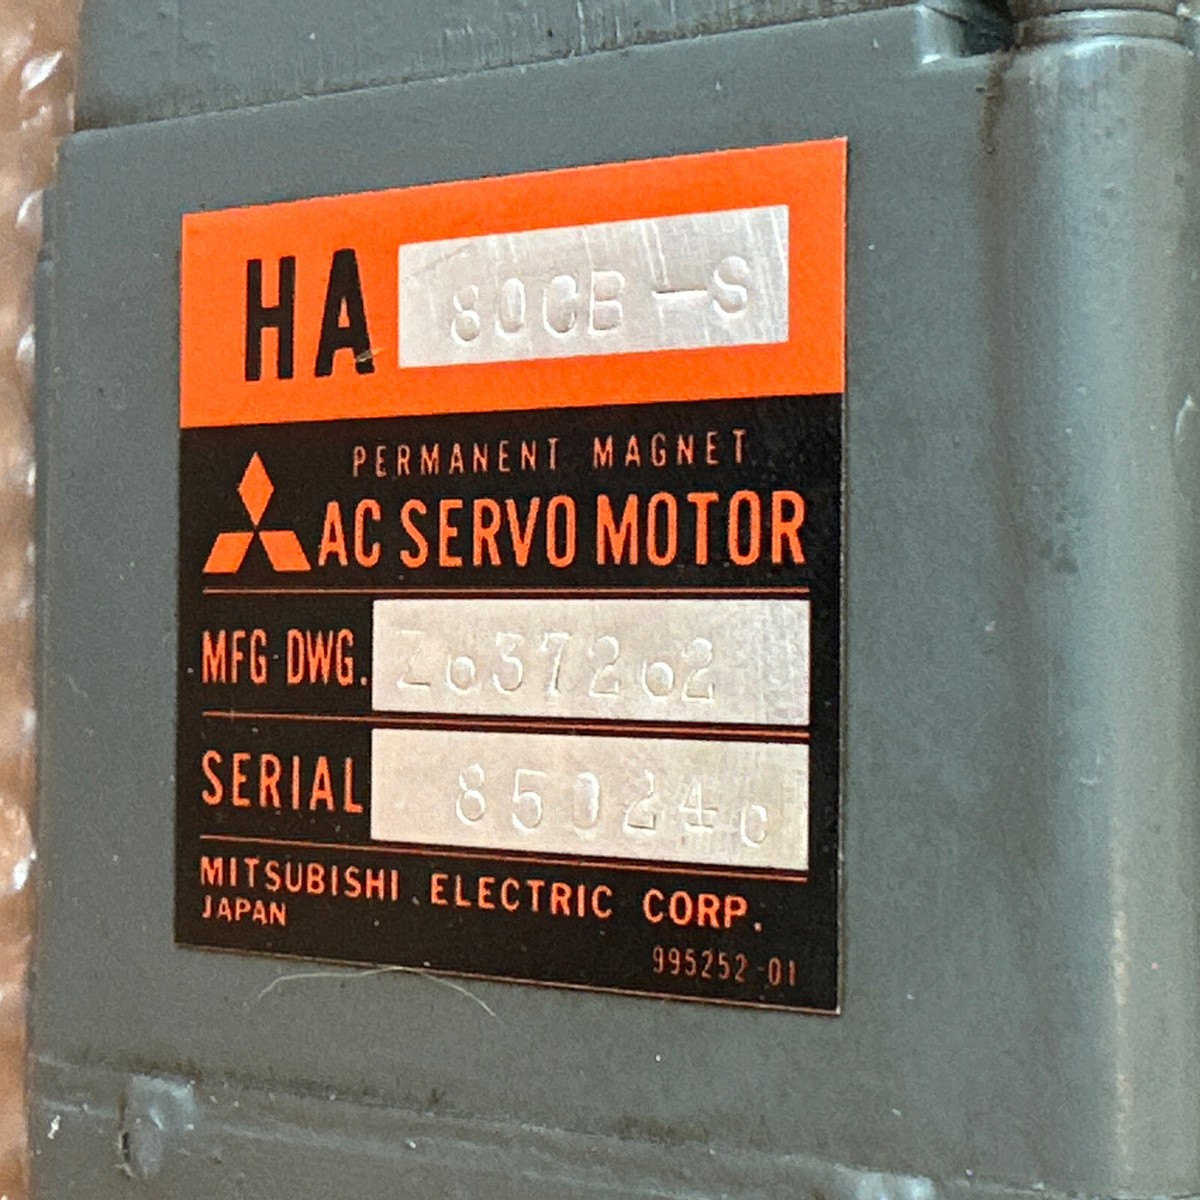 HA 80CB-S
PERMANENT MAGNET
AC SERVO MOTOR
MFG. DWG. Z637262
SERIAL 85024C
MITSUBISHI ELECTRIC CORP.
JAPAN
995252-01